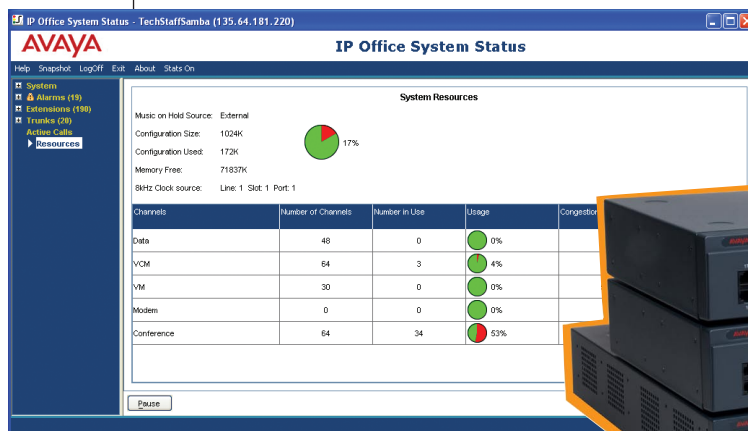 IP Office System Status - TechStaffSamba (135.64.181.220)
AVAYA
IP Office System Status
Help Snapshot LogOff Exit About Stats On
System
Alarms (19)
Extensions (198)
Trunks (20)
Active Calls
Resources
System Resources
Music on Hold Source: External
Configuration Size: 1024K
17%
Configuration Used: 172K
Memory Free: 71837K
8kHz Clock source: Line: 1 Slot: 1 Port: 1
Channels Number of Channels Number in Use Usage Congestion
Data 48 0 0%
VCM 64 3 4%
VM 30 0 0%
Modem 0 0 0%
Conference 64 34 53%
Pause